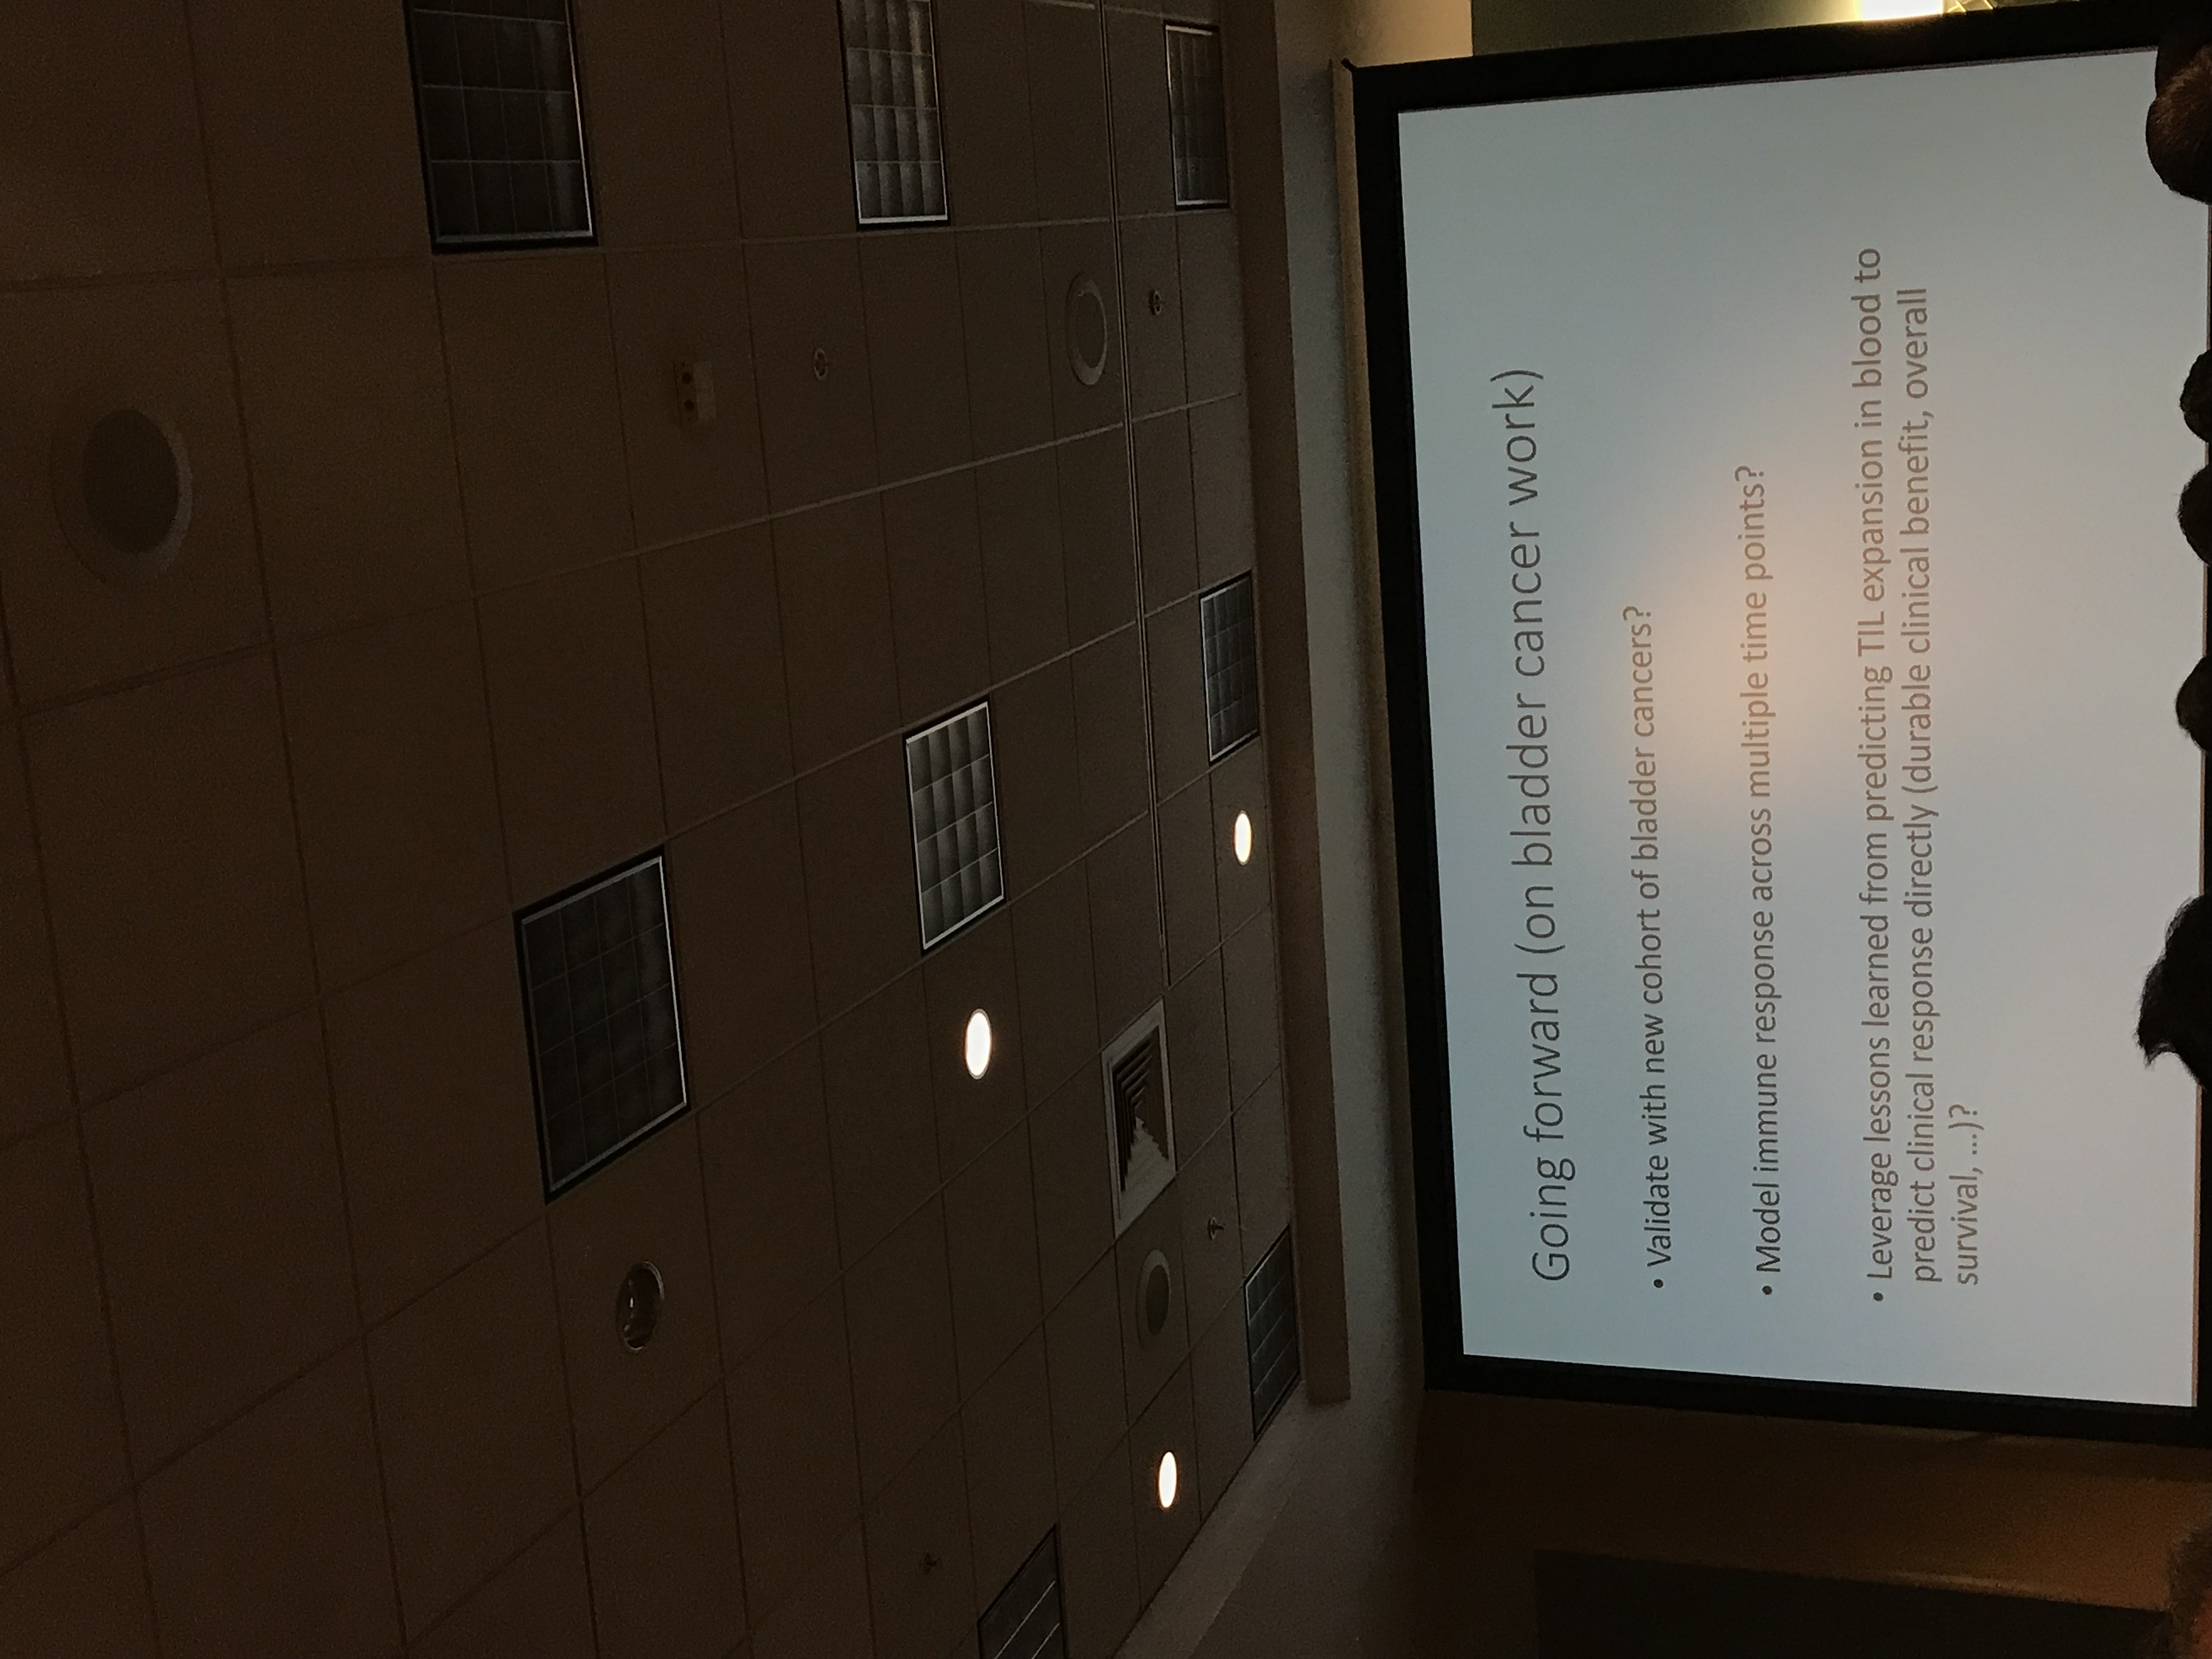 Going forward (on bladder cancer work)
• Validate with new cohort of bladder cancers?
• Model immune response across multiple time points?
• Leverage lessons learned from predicting TIL expansion in blood to
predict clinical response directly (durable clinical benefit, overall
survival, ...)?